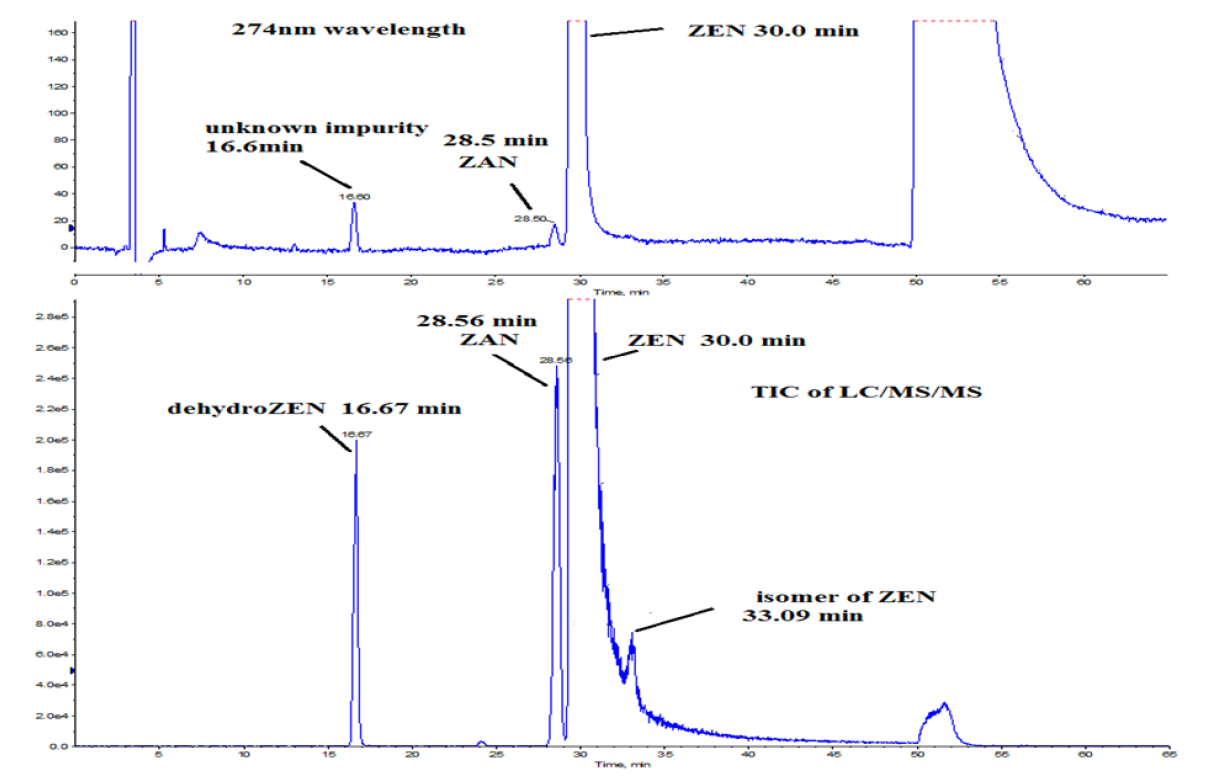 274nm wavelength
ZEN 30.0 min
160
140
120
100
80
60
40
20
0
unknown impurity
16.6min
16.60
28.5 min
ZAN
28.50
0 5 10 15 20 25 30 35 40 45 50 55 60
Time, min
2.8e5
2.6e5
2.4e5
2.2e5
2.0e5
1.8e5
1.6e5
1.4e5
1.2e5
1.0e5
8.0e4
6.0e4
4.0e4
2.0e4
0.0
28.56 min
ZAN
28.56
ZEN 30.0 min
TIC of LC/MS/MS
dehydroZEN 16.67 min
16.67
isomer of ZEN
33.09 min
5 10 15 20 25 30 35 40 45 50 55 60 65
Time, min